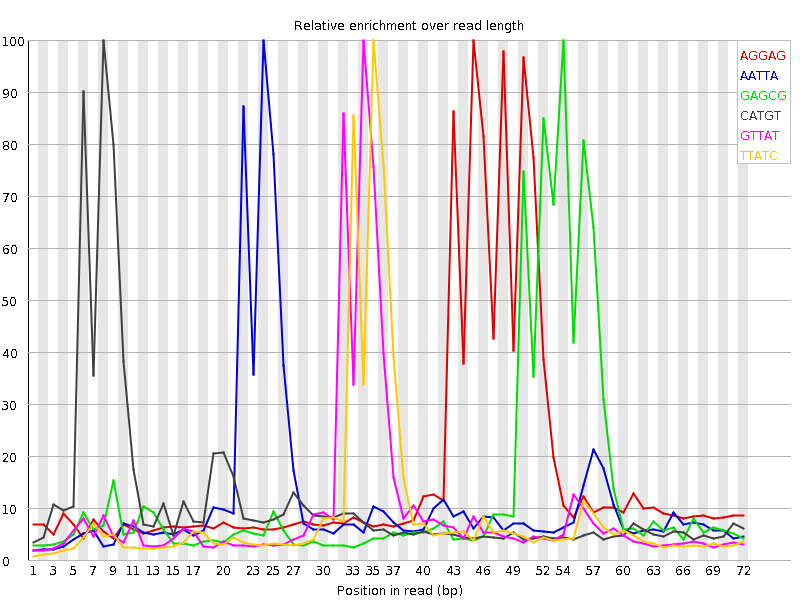 Relative enrichment over read length
100
90
80
70
60
50
40
30
20
10
0
AGGAG
AATTA
GAGCG
CATGT
GTTAT
TTATC
1 3 5 7 9 11 13 15 17 20 23 25 27 30 33 35 37 40 43 46 49 52 54 57 60 63 66 69 72
Position in read (bp)